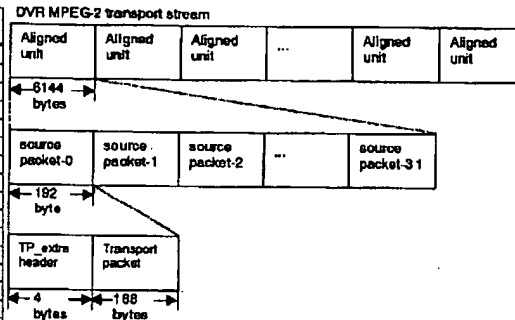 DVR MPEG-2 transport stream
Aligned unit
Aligned unit
Aligned unit
...
Aligned unit
Aligned unit
6144 bytes
source packet-0
source packet-1
source packet-2
...
source packet-31
192 byte
TP_extra header
Transport packet
4 bytes
188 bytes